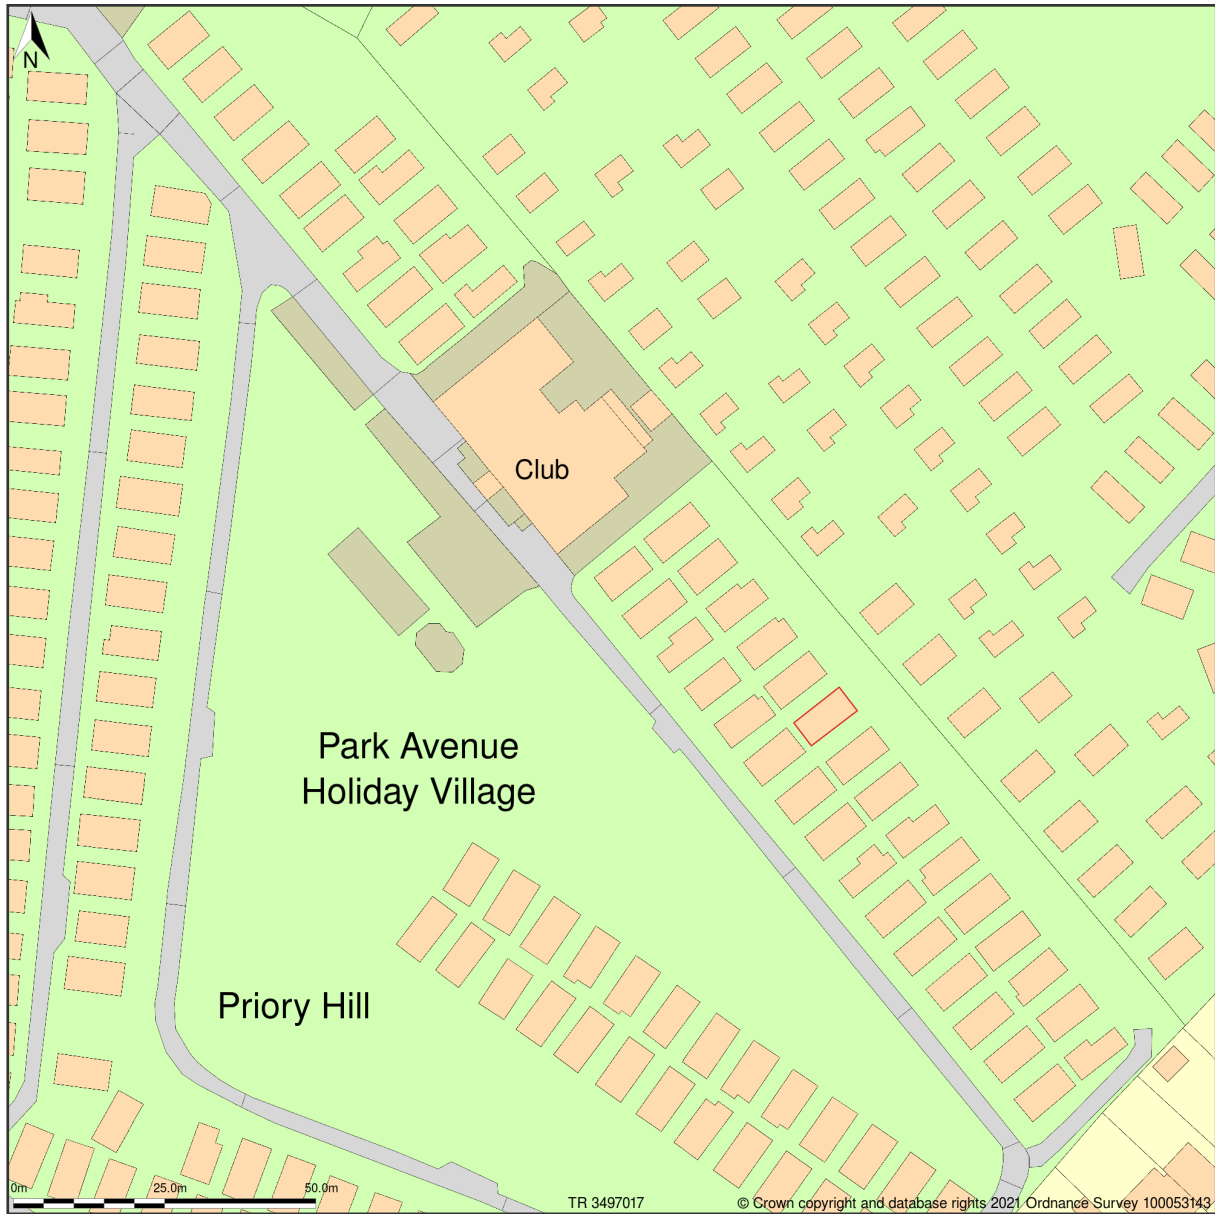 N
Club
Park Avenue
Holiday Village
Priory Hill
0m 25.0m 50.0m
TR 3497017 © Crown copyright and database rights 2021 Ordnance Survey 100053143